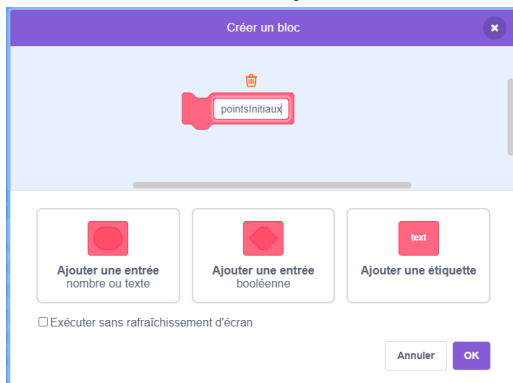 Créer un bloc
pointsInitiaux
text
Ajouter une entrée
nombre ou texte
Ajouter une entrée
booléenne
Ajouter une étiquette
Exécuter sans rafraîchissement d'écran
Annuler
OK